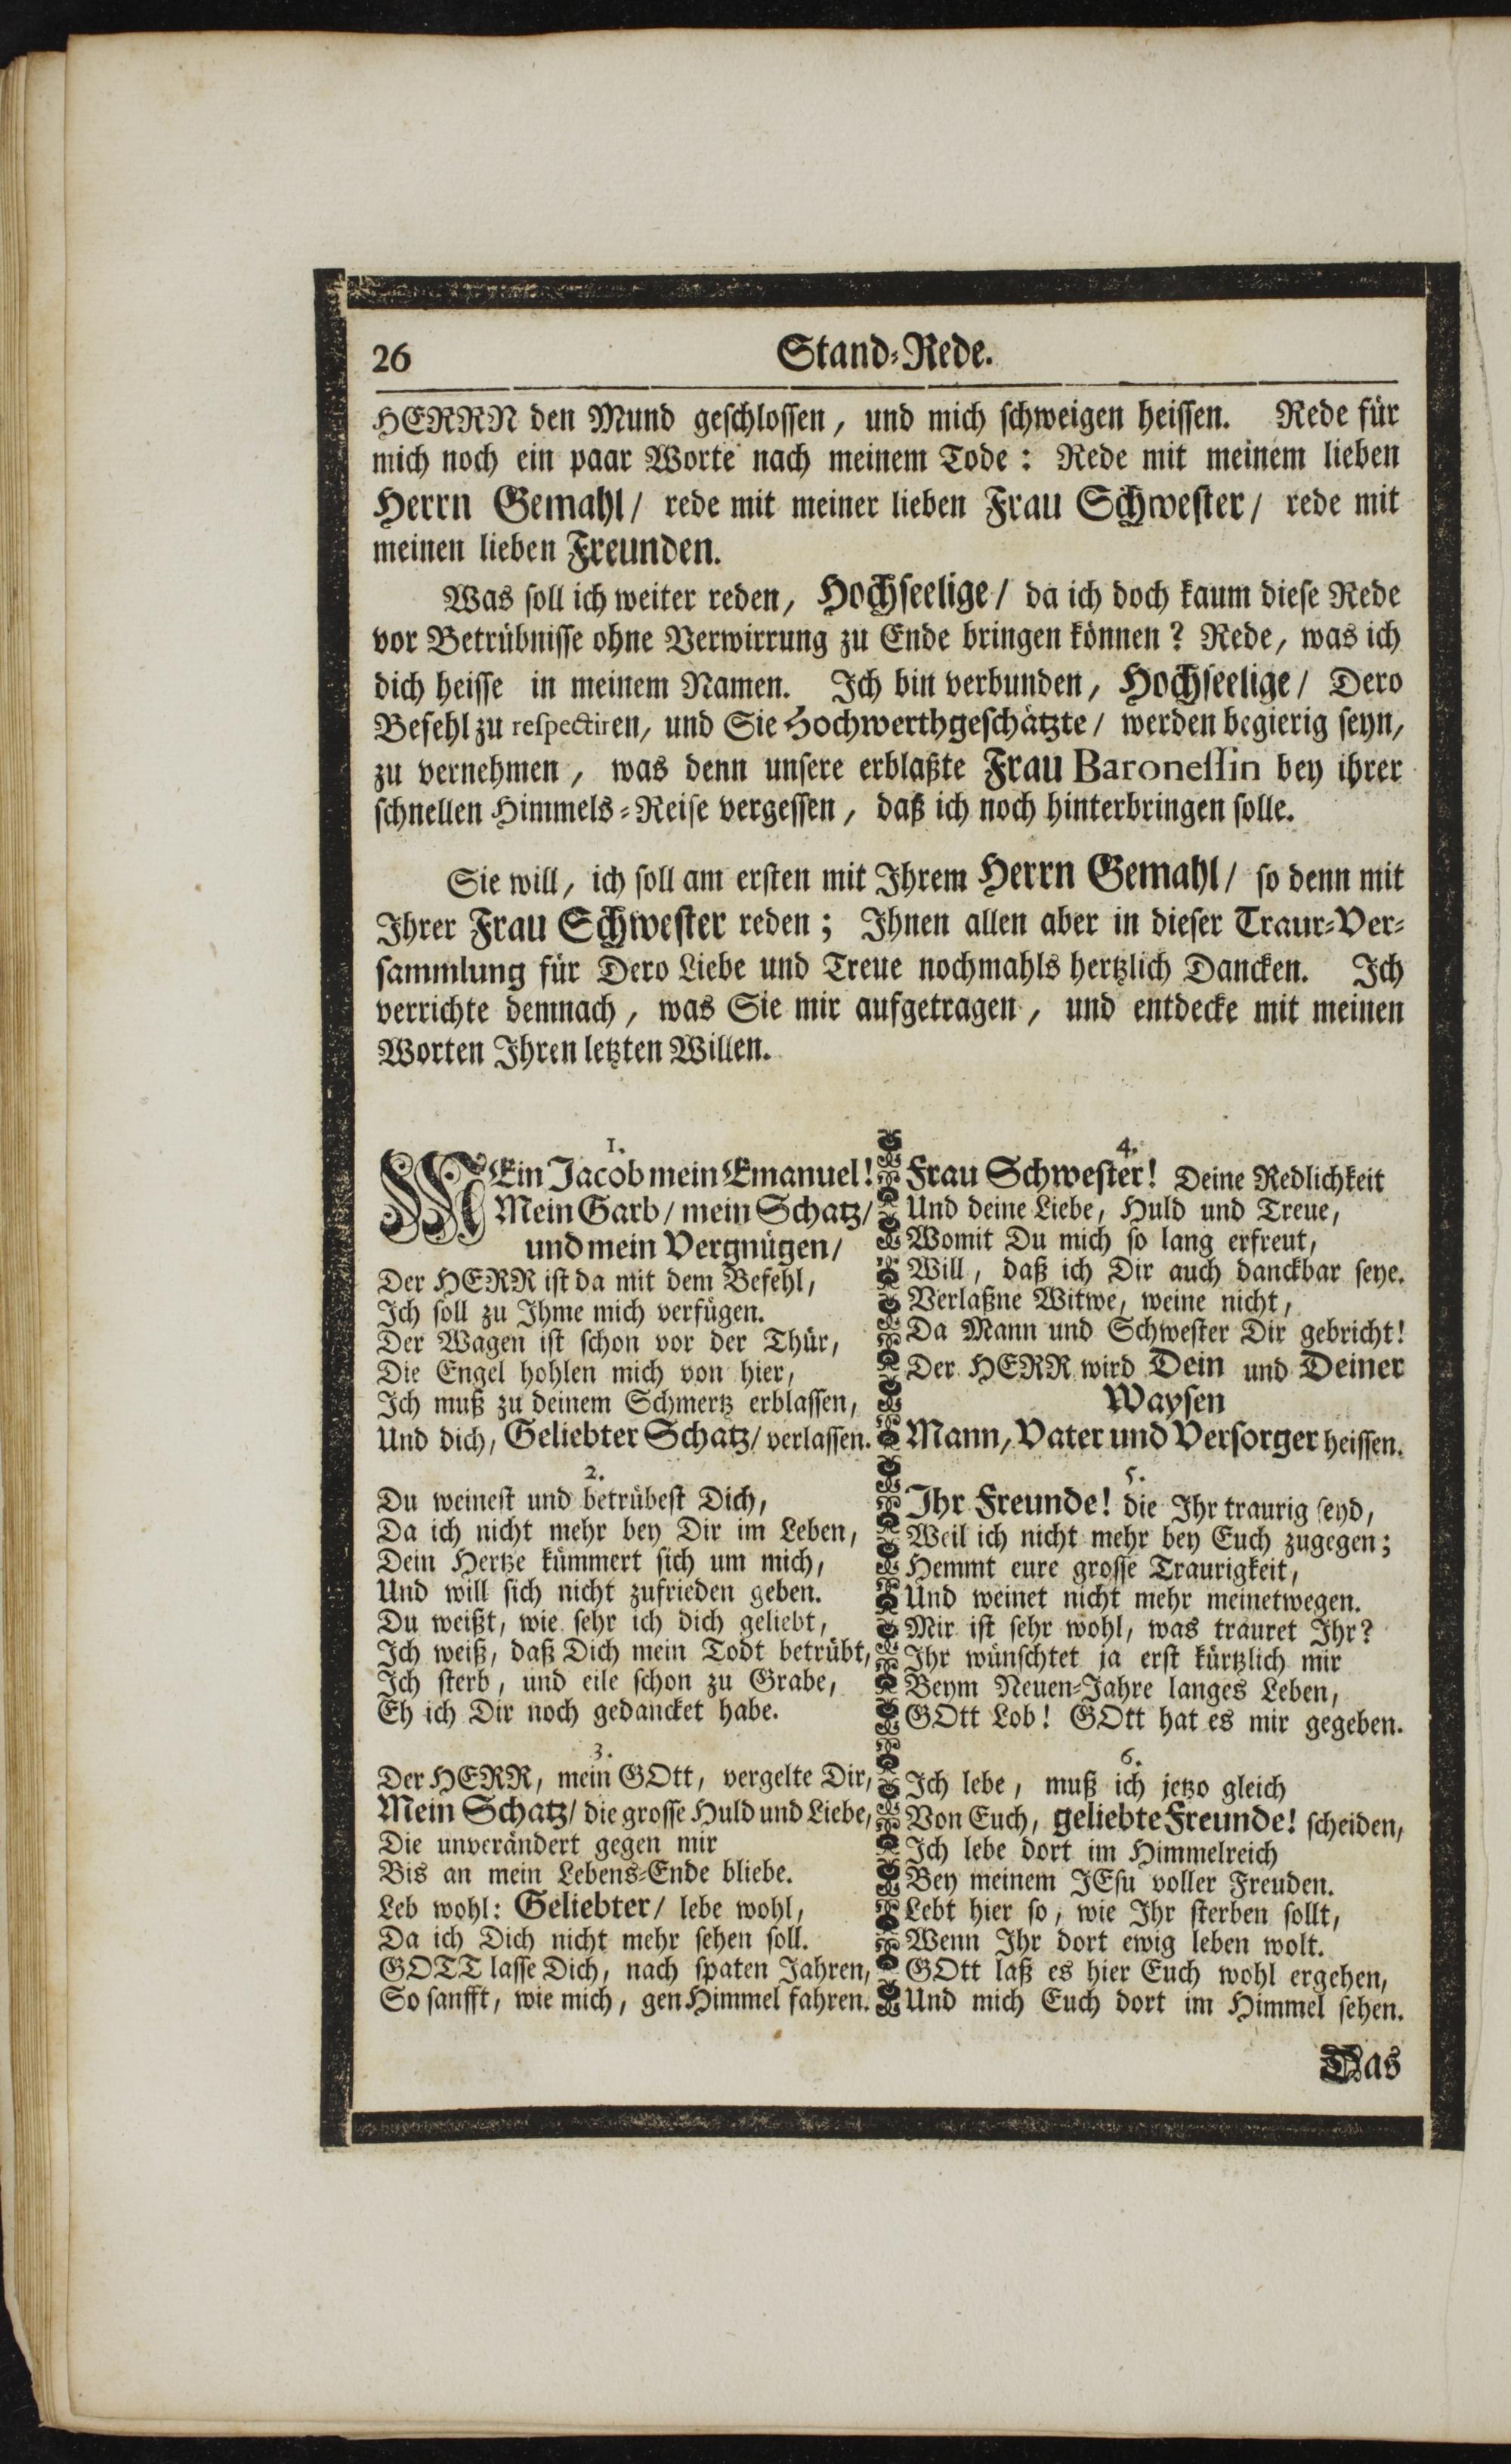 26 Stand-Rede.
HERRN den Mund geschlossen, und mich schweigen heissen. Rede für
mich noch ein paar Worte nach meinem Tode: Rede mit meinem lieben
Herrn Gemahl/ rede mit meiner lieben Frau Schwester/ rede mit
meinen lieben Freunden.
Was soll ich weiter reden, Hochseelige/ da ich doch kaum diese Rede
vor Betrübnisse ohne Verwirrung zu Ende bringen können? Rede, was ich
dich heisse in meinem Namen. Ich bin verbunden, Hochseelige/ Dero
Befehl zu respectiren, und Sie Hochwerthgeschätzte/ werden begierig seyn,
zu vernehmen, was denn unsere erblaßte Frau Baronessin bey ihrer
schnellen Himmels-Reise vergessen, daß ich noch hinterbringen solle.
Sie will, ich soll am ersten mit Ihrem Herrn Gemahl/ so denn mit
Ihrer Frau Schwester reden; Ihnen allen aber in dieser Traur-Ver-
sammlung für Dero Liebe und Treue nochmahls hertzlich Dancken. Ich
verrichte demnach, was Sie mir aufgetragen, und entdecke mit meinen
Worten Ihren letzten Willen.
1.
MEin Jacob mein Emanuel!
Mein Garb/ mein Schatz/
und mein Vergnügen/
Der HERR ist da mit dem Befehl,
Ich soll zu Ihme mich verfügen.
Der Wagen ist schon vor der Thür,
Die Engel hohlen mich von hier,
Ich muß zu deinem Schmertz erblassen,
Und dich, Geliebter Schatz/ verlassen.
2.
Du weinest und betrübest Dich,
Da ich nicht mehr bey Dir im Leben,
Dein Hertze kümmert sich um mich,
Und will sich nicht zufrieden geben.
Du weißt, wie sehr ich dich geliebt,
Ich weiß, daß Dich mein Todt betrübt,
Ich sterb, und eile schon zu Grabe,
Eh ich Dir noch gedancket habe.
3.
Der HERR, mein GOtt, vergelte Dir,
Mein Schatz/ die grosse Huld und Liebe,
Die unverändert gegen mir
Bis an mein Lebens-Ende bliebe.
Leb wohl: Geliebter/ lebe wohl,
Da ich Dich nicht mehr sehen soll.
GOTT lasse Dich, nach spaten Jahren,
So sanfft, wie mich, gen Himmel fahren.
4.
Frau Schwester! Deine Redlichkeit
Und deine Liebe, Huld und Treue,
Womit Du mich so lang erfreut,
Will, daß ich Dir auch danckbar seye.
Verlaßne Witwe, weine nicht,
Da Mann und Schwester Dir gebricht!
Der HERR wird Dein und Deiner
Waysen
Mann, Vater und Versorger heissen.
5.
Ihr Freunde! die Ihr traurig seyd,
Weil ich nicht mehr bey Euch zugegen;
Hemmt eure grosse Traurigkeit,
Und weinet nicht mehr meinetwegen.
Mir ist sehr wohl, was trauret Ihr?
Ihr wünschtet ja erst kürtzlich mir
Beym Neuen-Jahre langes Leben,
GOtt Lob! GOtt hat es mir gegeben.
6.
Ich lebe, muß ich jetzo gleich
Von Euch, geliebte Freunde! scheiden,
Ich lebe dort im Himmelreich
Bey meinem JEsu voller Freuden.
Lebt hier so, wie Ihr sterben sollt,
Wenn Ihr dort ewig leben wolt.
GOtt laß es hier Euch wohl ergehen,
Und mich Euch dort im Himmel sehen.
Das